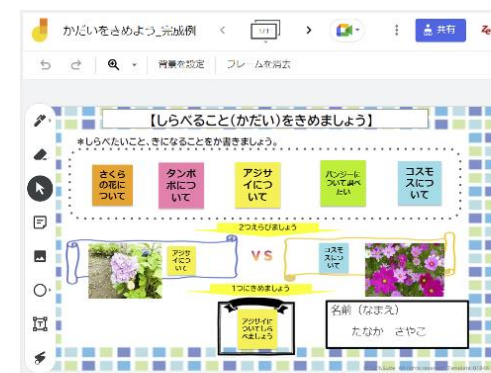 かだいをきめよう_完成例
1/1
共有
背景を設定
フレームを消去
【しらべること(かだい)をきめましょう】
*しらべたいこと、きになることをか書きましょう。
さくら
の花に
ついて
タンポ
ポにつ
いて
アジサ
イにつ
いて
パンジーに
ついて調べ
たい
コスモ
スにつ
いて
2つえらびましょう
アジサ
イにつ
いて
VS
コスモ
スにつ
いて
1つにきめましょう
アジサイに
ついてしら
べましょう
名前(なまえ)
たなか さやこ